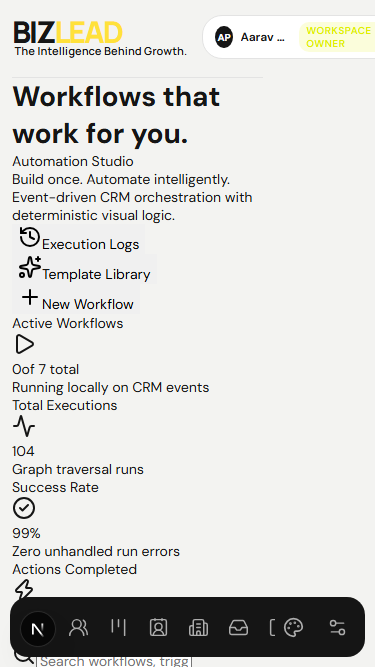 BIZLEAD
The Intelligence Behind Growth.
AP
Aarav ...
WORKSPACE
OWNER
Workflows that
work for you.
Automation Studio
Build once. Automate intelligently.
Event-driven CRM orchestration with
deterministic visual logic.
Execution Logs
Template Library
New Workflow
Active Workflows
0of 7 total
Running locally on CRM events
Total Executions
104
Graph traversal runs
Success Rate
99%
Zero unhandled run errors
Actions Completed
N
Search workflows, trigg